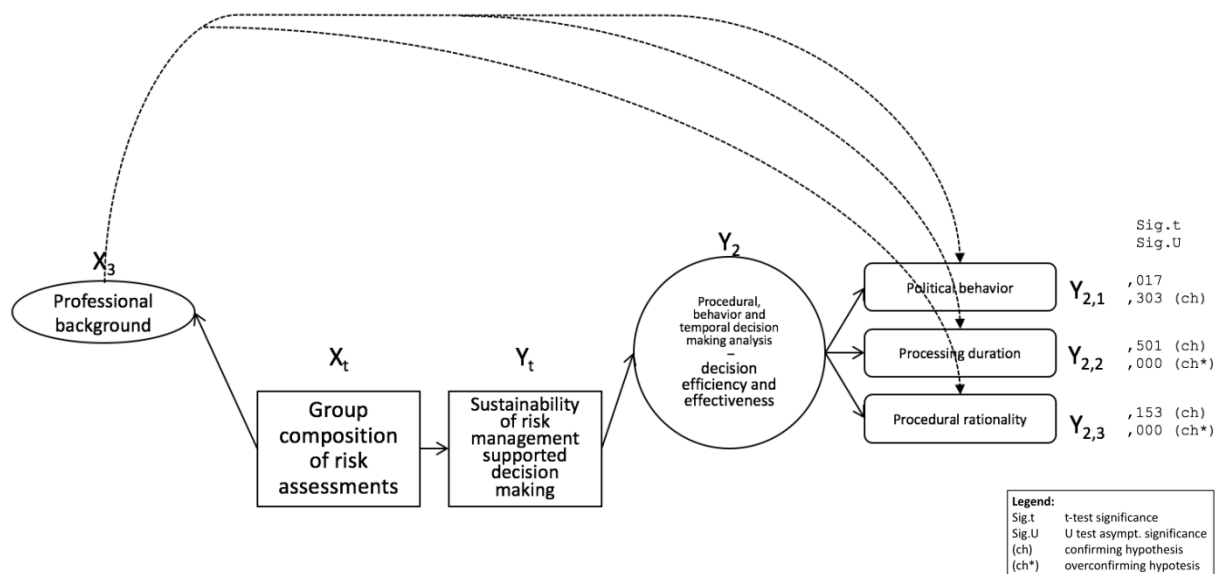 Sig.t
Sig.U
X3
Professional
background
Xt
Group
composition
of risk
assessments
Yt
Sustainability
of risk
management
supported
decision
making
Y2
Procedural,
behavior and
temporal decision
making analysis
–
decision
efficiency and
effectiveness
Political behavior
Y2,1
,017
,303 (ch)
Processing duration
Y2,2
,501 (ch)
,000 (ch*)
Procedural rationality
Y2,3
,153 (ch)
,000 (ch*)
Legend:
Sig.t t-test significance
Sig.U U test asympt. significance
(ch) confirming hypothesis
(ch*) overconfirming hypotesis